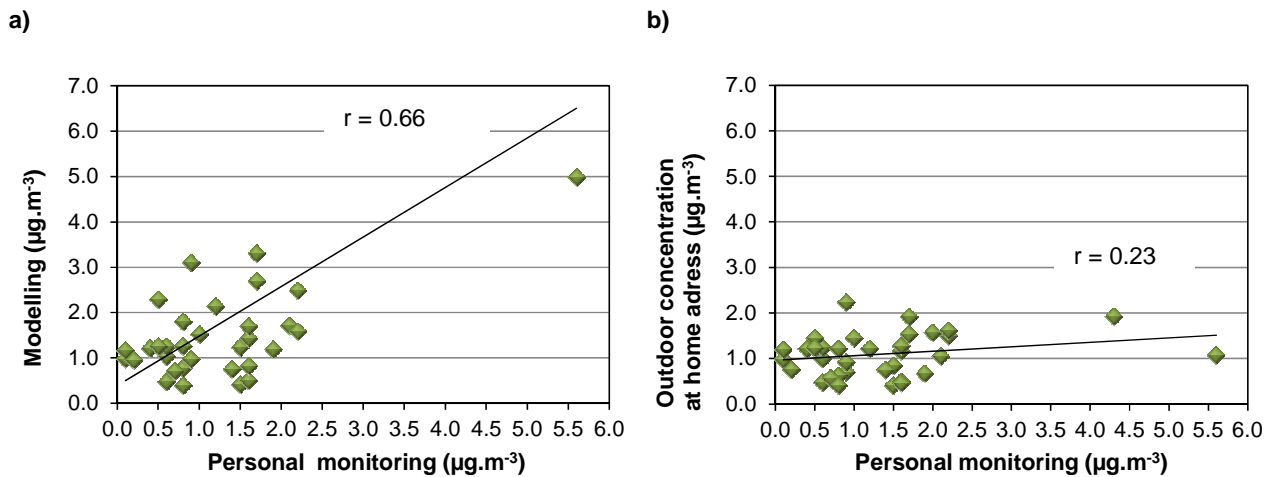 a)
7.0
6.0
5.0
4.0
3.0
2.0
1.0
0.0
Modelling (µg.m-3)
r = 0.66
0.0 0.5 1.0 1.5 2.0 2.5 3.0 3.5 4.0 4.5 5.0 5.5 6.0
Personal monitoring (µg.m-3)
b)
7.0
6.0
5.0
4.0
3.0
2.0
1.0
0.0
Outdoor concentration
at home adress (µg.m-3)
r = 0.23
0.0 0.5 1.0 1.5 2.0 2.5 3.0 3.5 4.0 4.5 5.0 5.5 6.0
Personal monitoring (µg.m-3)